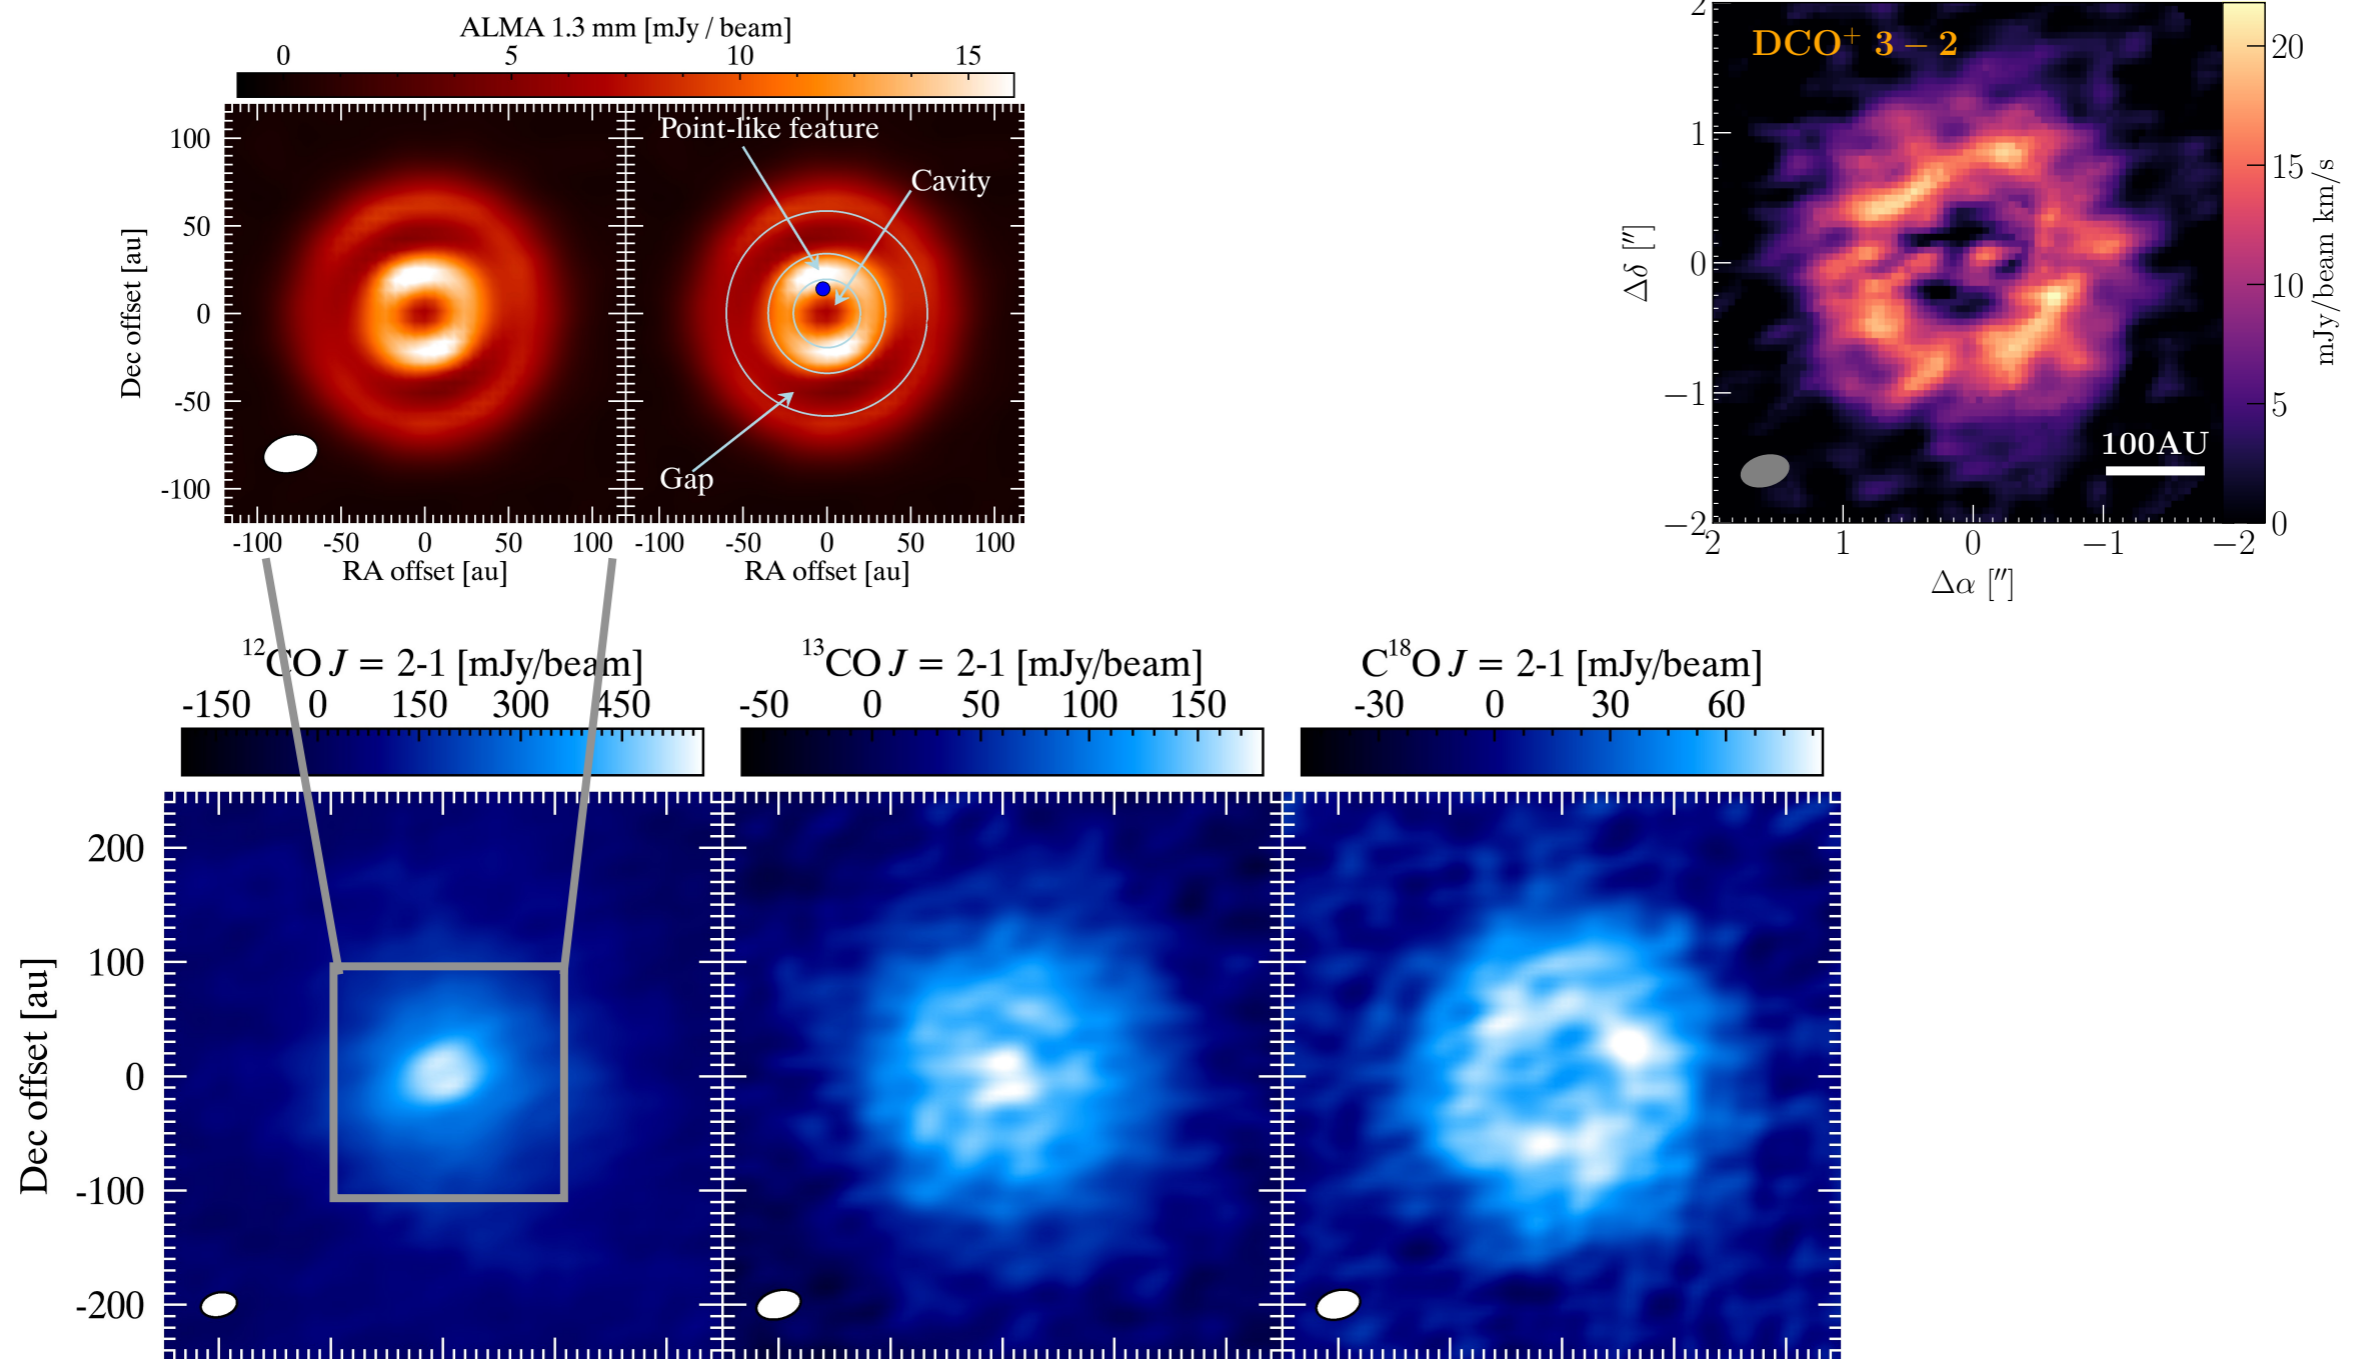 ALMA 1.3 mm [mJy / beam]
0 5 10 15
Point-like feature
Cavity
Gap
100
50
0
-50
-100
Dec offset [au]
-100 -50 0 50 100
RA offset [au]
-100 -50 0 50 100
RA offset [au]
DCO⁺ 3 − 2
100AU
2
1
0
−1
−2
Δδ [″]
2 1 0 −1 −2
Δα [″]
20
15
10
5
0
mJy/beam km/s
¹²CO J = 2-1 [mJy/beam]
-150 0 150 300 450
¹³CO J = 2-1 [mJy/beam]
-50 0 50 100 150
C¹⁸O J = 2-1 [mJy/beam]
-30 0 30 60
200
100
0
-100
-200
Dec offset [au]